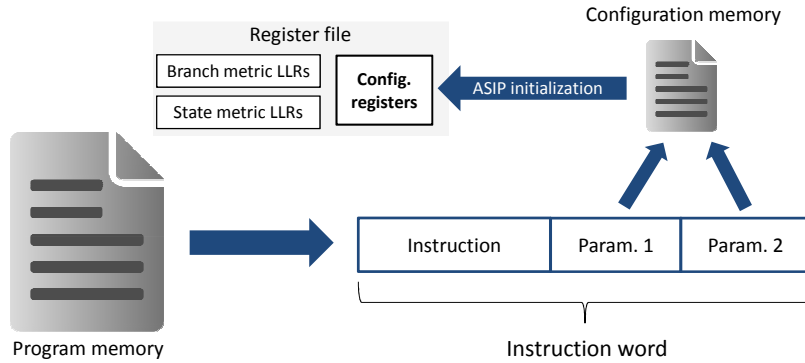 Configuration memory
Register file
Branch metric LLRs
State metric LLRs
Config.
registers
ASIP initialization
Instruction
Param. 1
Param. 2
Program memory
Instruction word